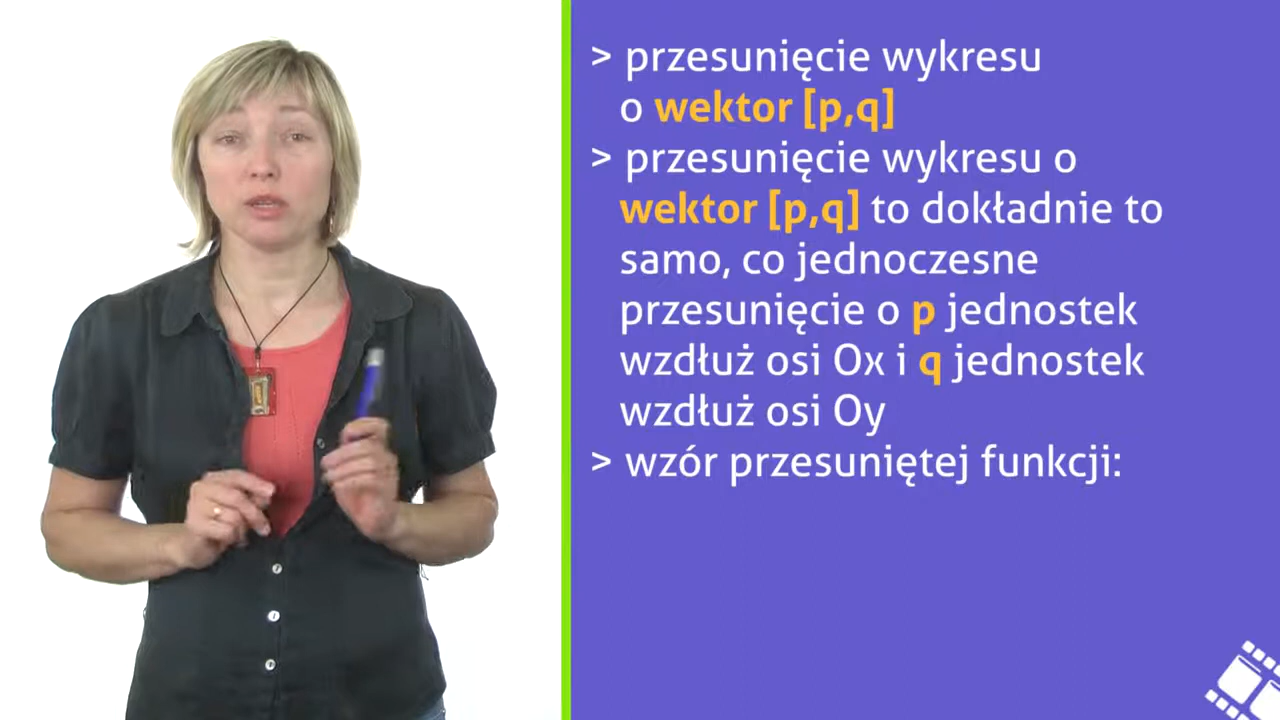 > przesunięcie wykresu
o wektor [p,q]
> przesunięcie wykresu o
wektor [p,q] to dokładnie to
samo, co jednoczesne
przesunięcie o p jednostek
wzdłuż osi Ox i q jednostek
wzdłuż osi Oy
> wzór przesuniętej funkcji: